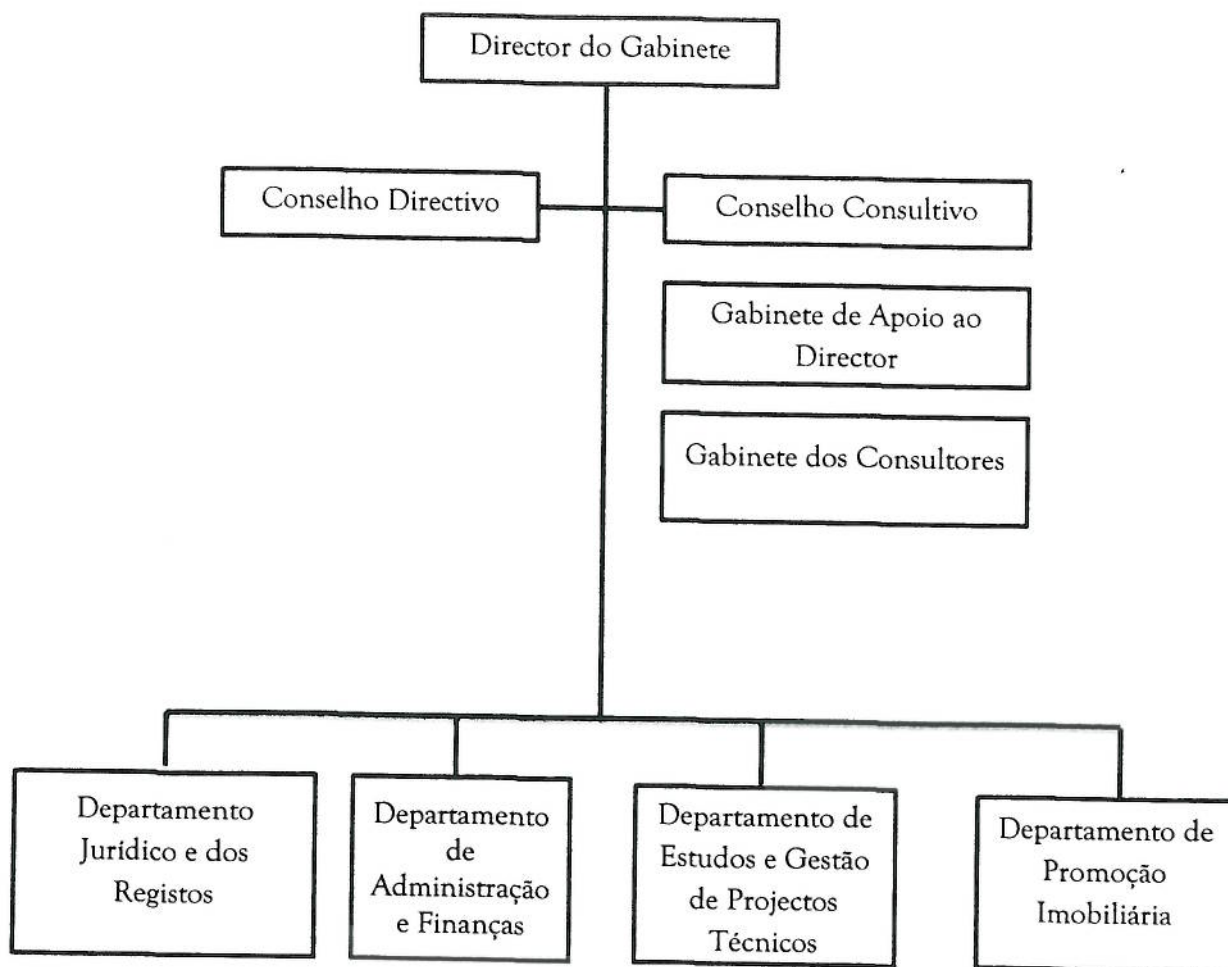 Director do Gabinete
Conselho Directivo
Conselho Consultivo
Gabinete de Apoio ao
Director
Gabinete dos Consultores
Departamento
Jurídico e dos
Registos
Departamento
de
Administração
e Finanças
Departamento de
Estudos e Gestão
de Projectos
Técnicos
Departamento de
Promoção
Imobiliária